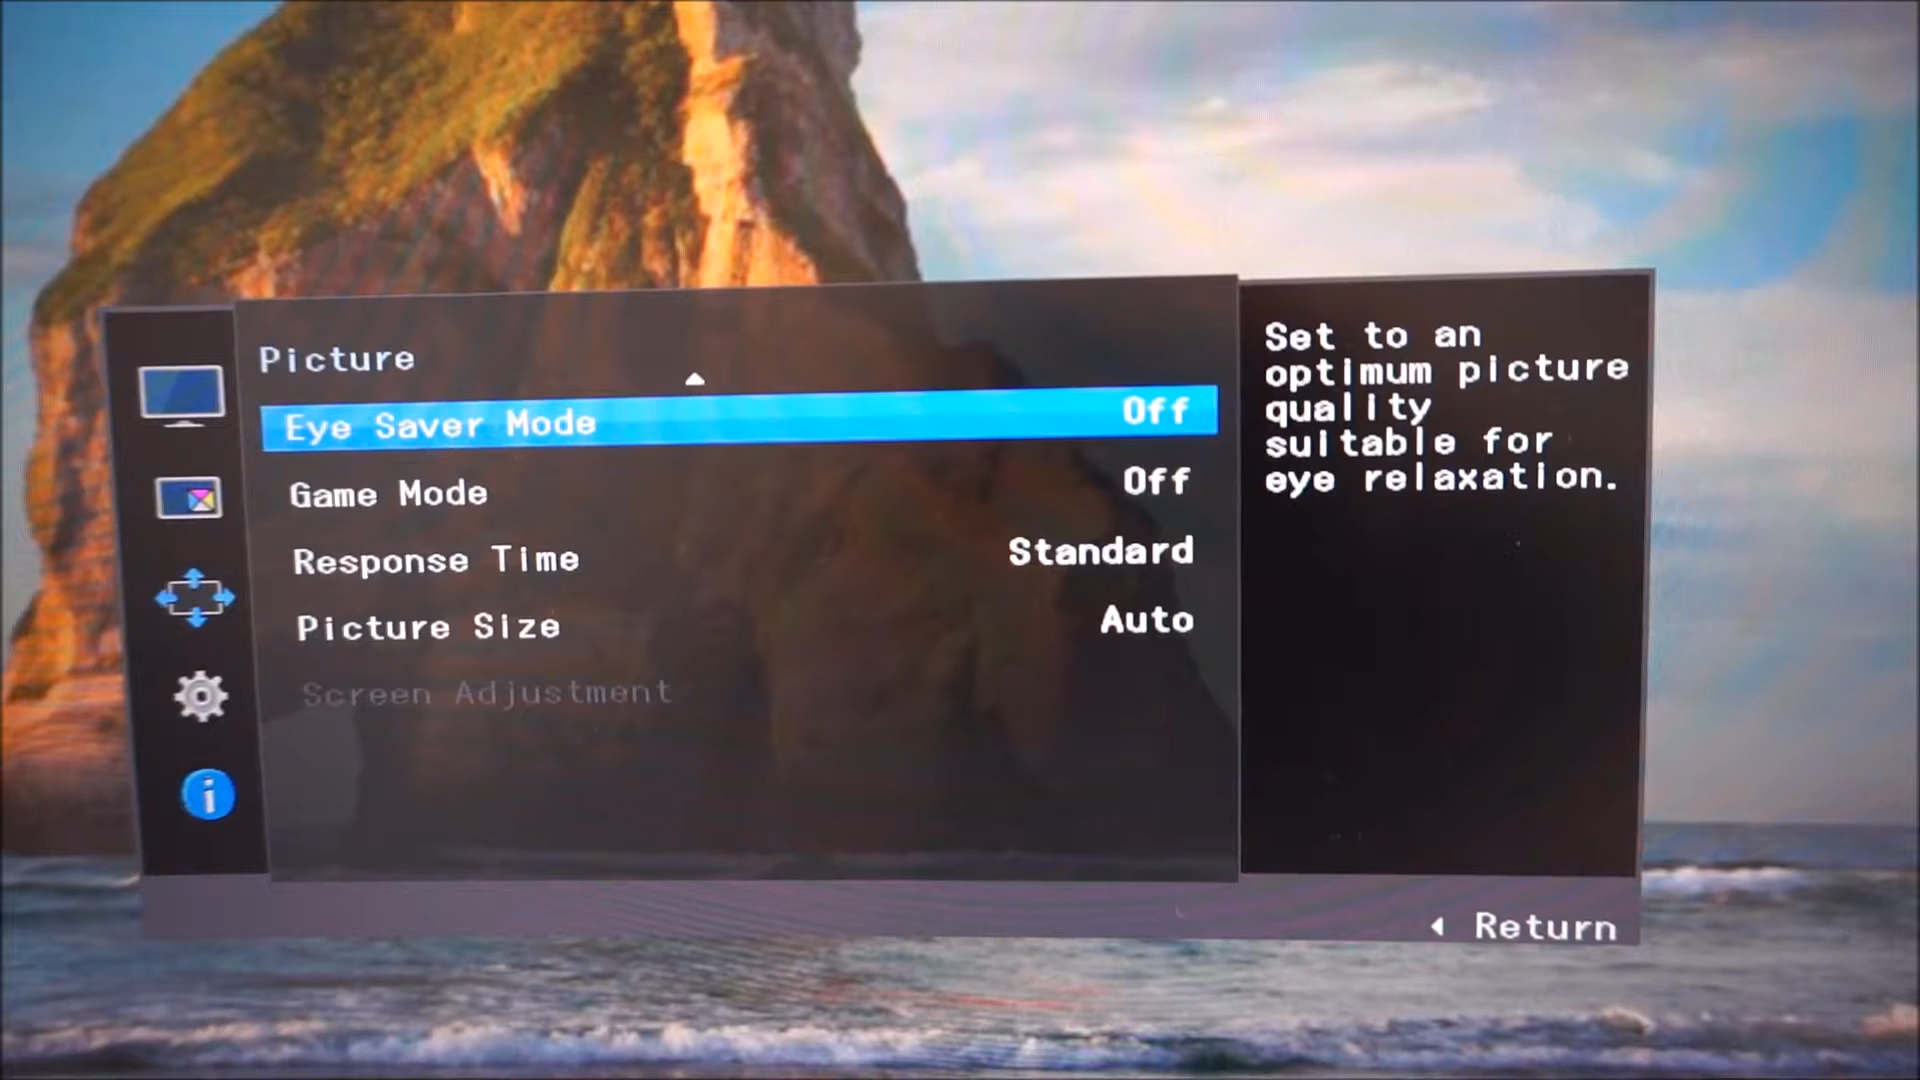 Picture
Eye Saver Mode Off
Game Mode Off
Response Time Standard
Picture Size Auto
Screen Adjustment
Set to an
optimum picture
quality
suitable for
eye relaxation.
Return